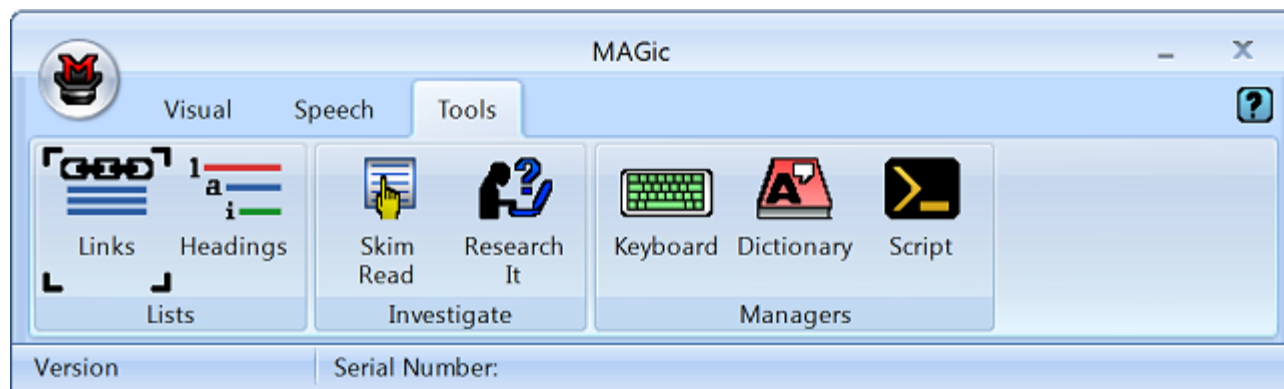 MAGic
Visual Speech Tools
Links Headings Skim Read Research It Keyboard Dictionary Script
Lists Investigate Managers
Version Serial Number: